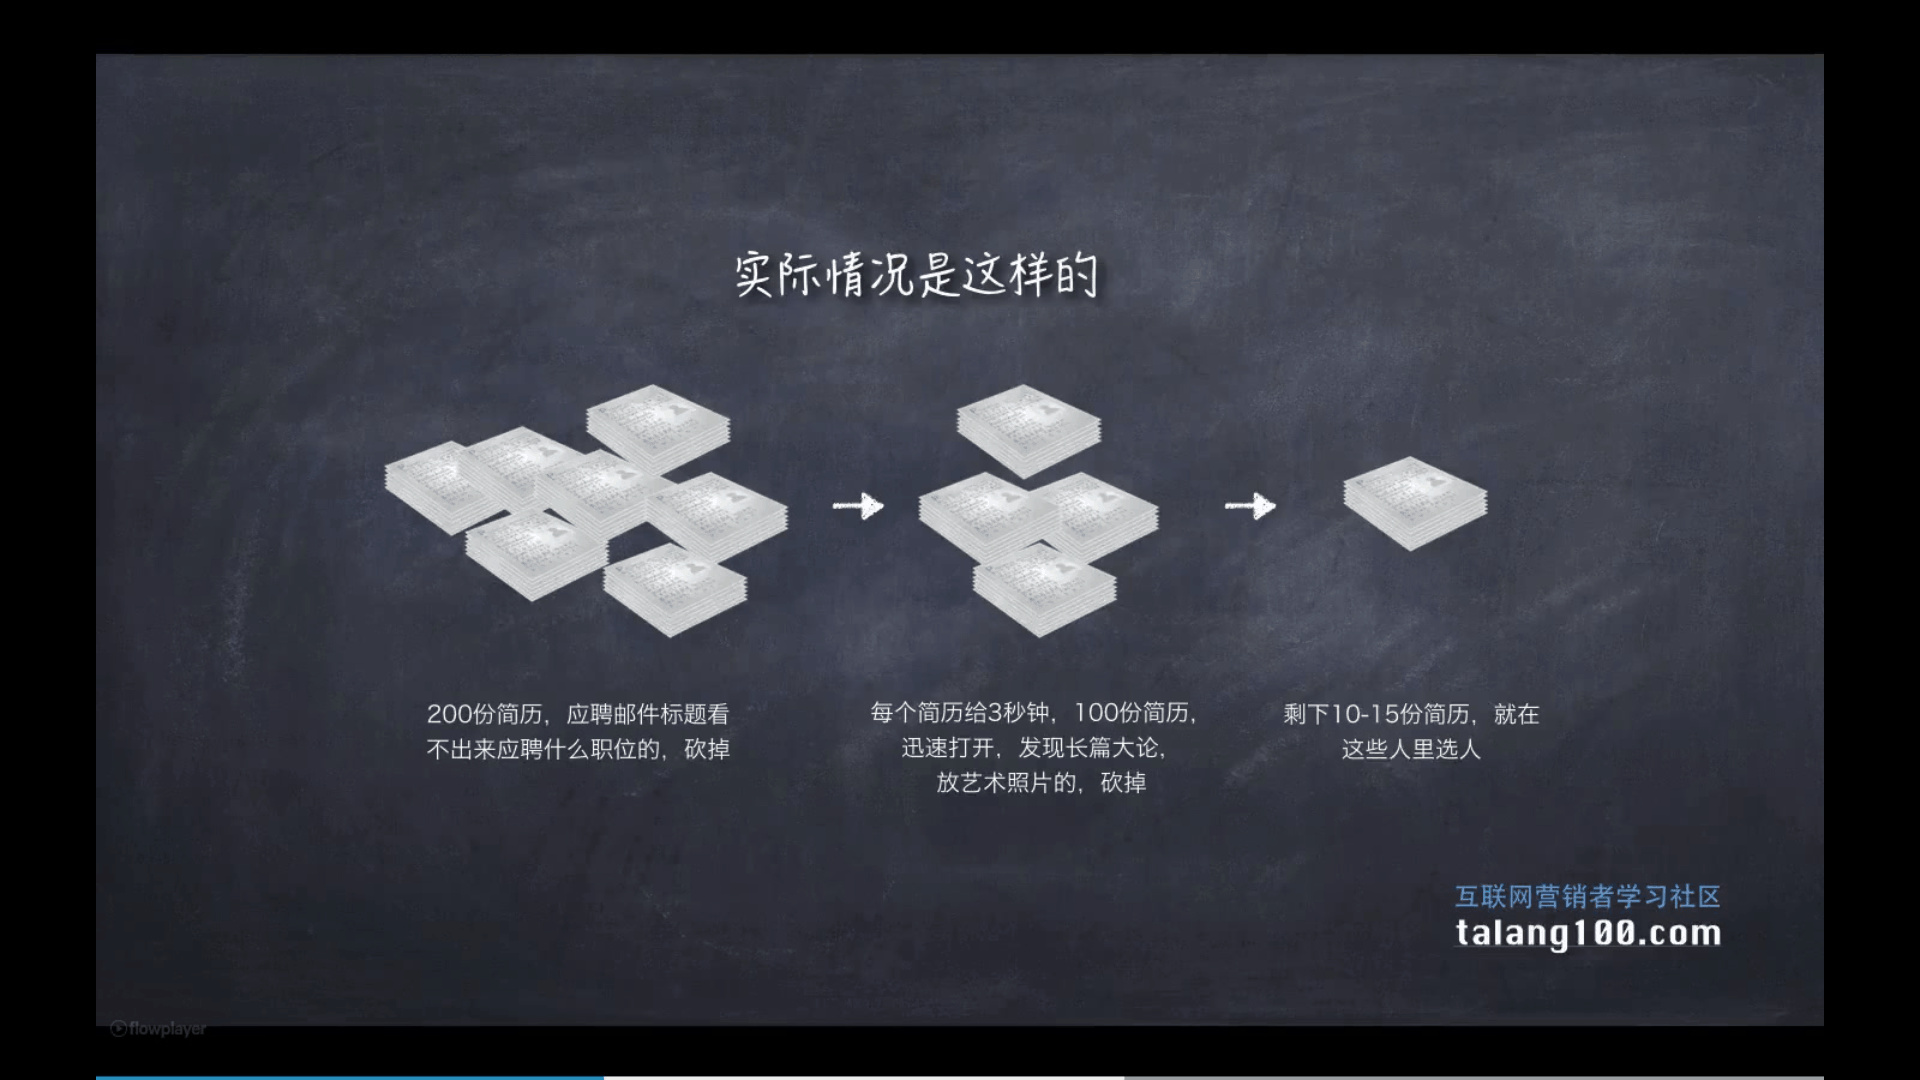 实际情况是这样的
200份简历，应聘邮件标题看
不出来应聘什么职位的，砍掉
每个简历给3秒钟，100份简历，
迅速打开，发现长篇大论，
放艺术照片的，砍掉
剩下10-15份简历，就在
这些人里选人
互联网营销者学习社区
talang100.com
flowplayer